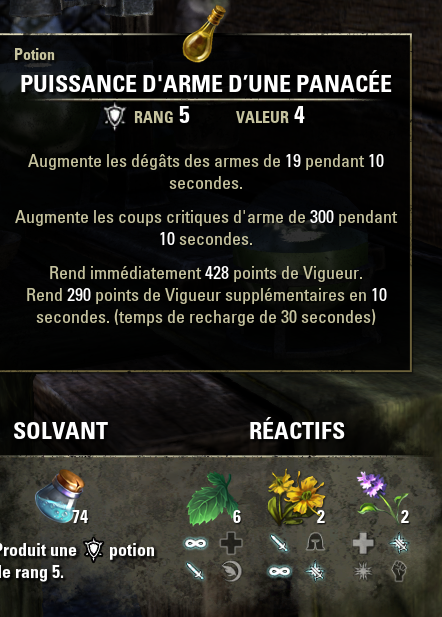 Potion
PUISSANCE D'ARME D'UNE PANACÉE
RANG 5 VALEUR 4
Augmente les dégâts des armes de 19 pendant 10
secondes.
Augmente les coups critiques d'arme de 300 pendant
10 secondes.
Rend immédiatement 428 points de Vigueur.
Rend 290 points de Vigueur supplémentaires en 10
secondes. (temps de recharge de 30 secondes)
SOLVANT RÉACTIFS
74 6 2 2
Produit une potion
de rang 5.